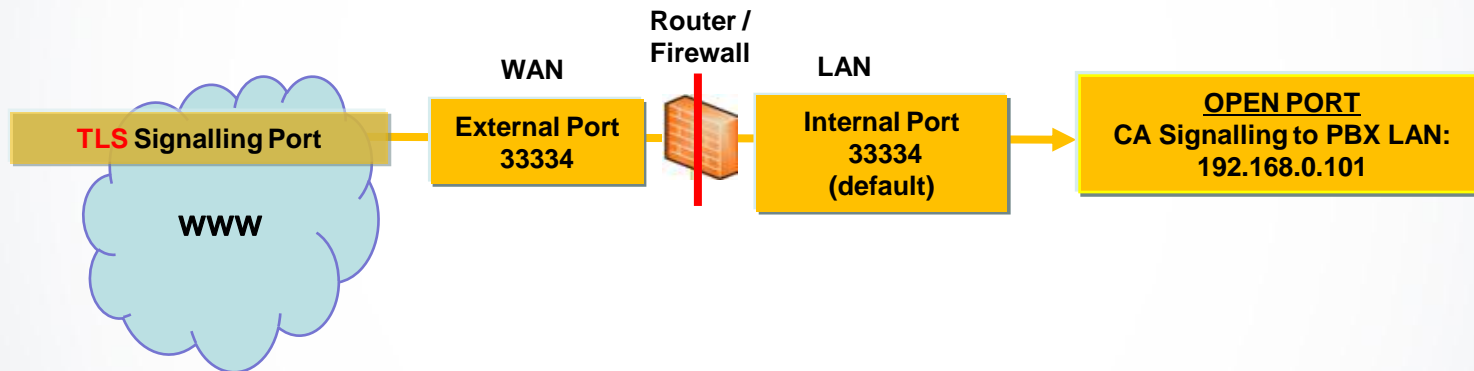 Router /
Firewall
WAN
LAN
TLS Signalling Port
External Port
33334
Internal Port
33334
(default)
OPEN PORT
CA Signalling to PBX LAN:
192.168.0.101
WWW